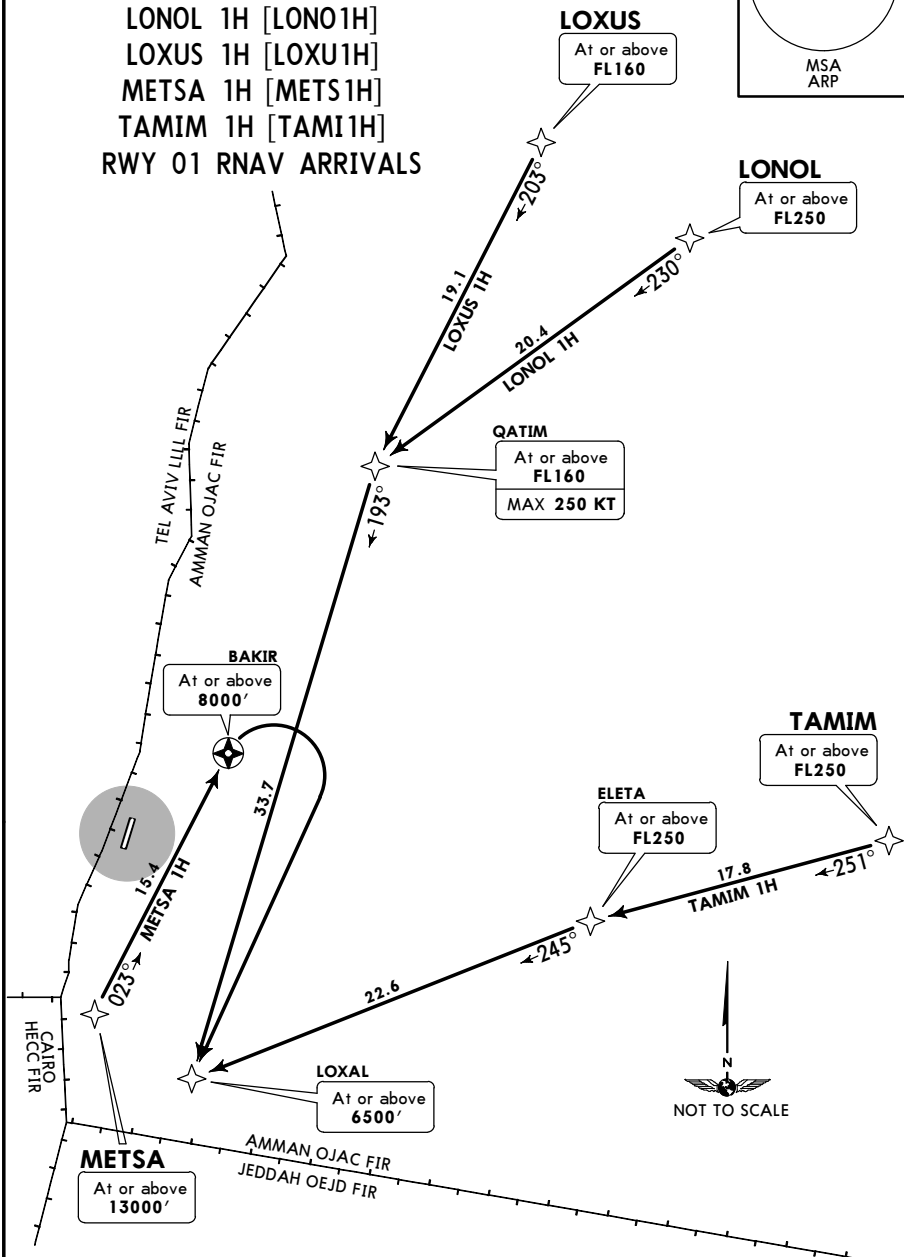 LONOL 1H [LONO1H]
LOXUS 1H [LOXU1H]
METSA 1H [METS1H]
TAMIM 1H [TAMI1H]
RWY 01 RNAV ARRIVALS
MSA
ARP
LOXUS
At or above
FL160
203°
LONOL
At or above
FL250
230°
19.1
LOXUS 1H
20.4
LONOL 1H
QATIM
At or above
FL160
MAX 250 KT
193°
TEL AVIV LLLL FIR
AMMAN OJAC FIR
BAKIR
At or above
8000′
33.7
15.4
METSA 1H
023°
TAMIM
At or above
FL250
251°
17.8
TAMIM 1H
ELETA
At or above
FL250
245°
22.6
CAIRO
HECC FIR
LOXAL
At or above
6500′
N
NOT TO SCALE
METSA
At or above
13000′
AMMAN OJAC FIR
JEDDAH OEJD FIR